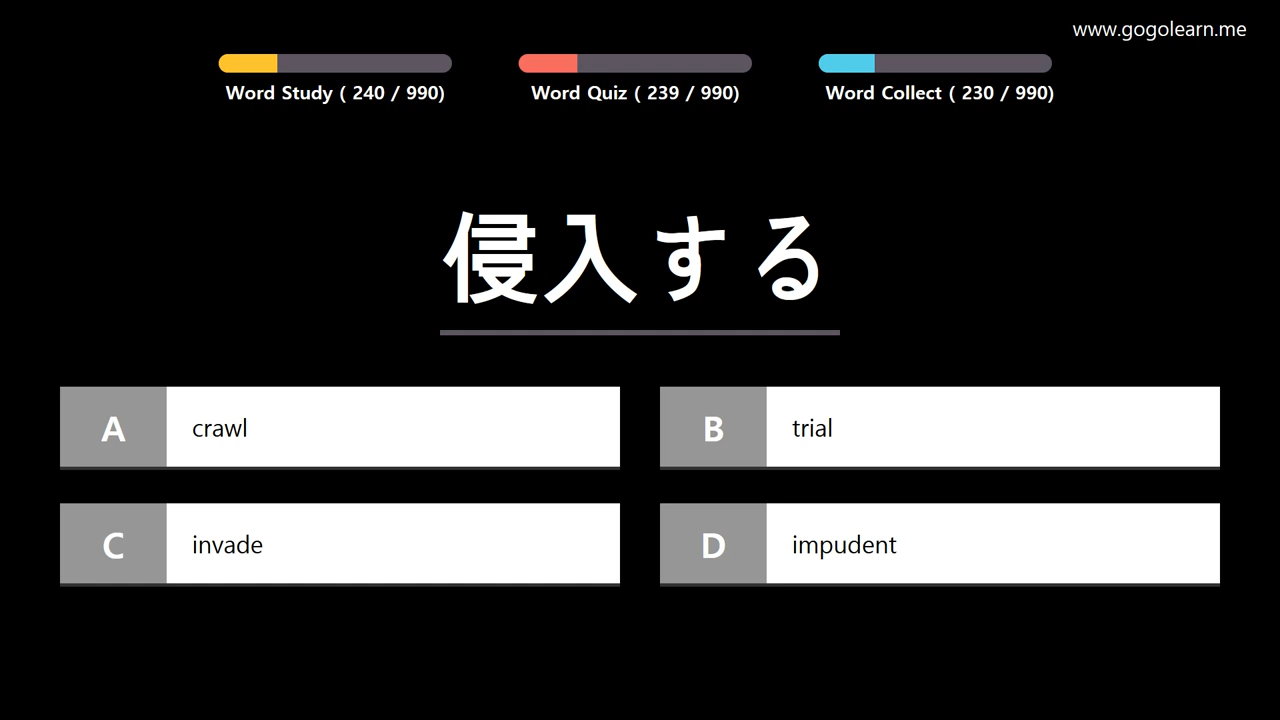 www.gogolearn.me
Word Study ( 240 / 990)
Word Quiz ( 239 / 990)
Word Collect ( 230 / 990)
侵入する
A crawl
B trial
C invade
D impudent